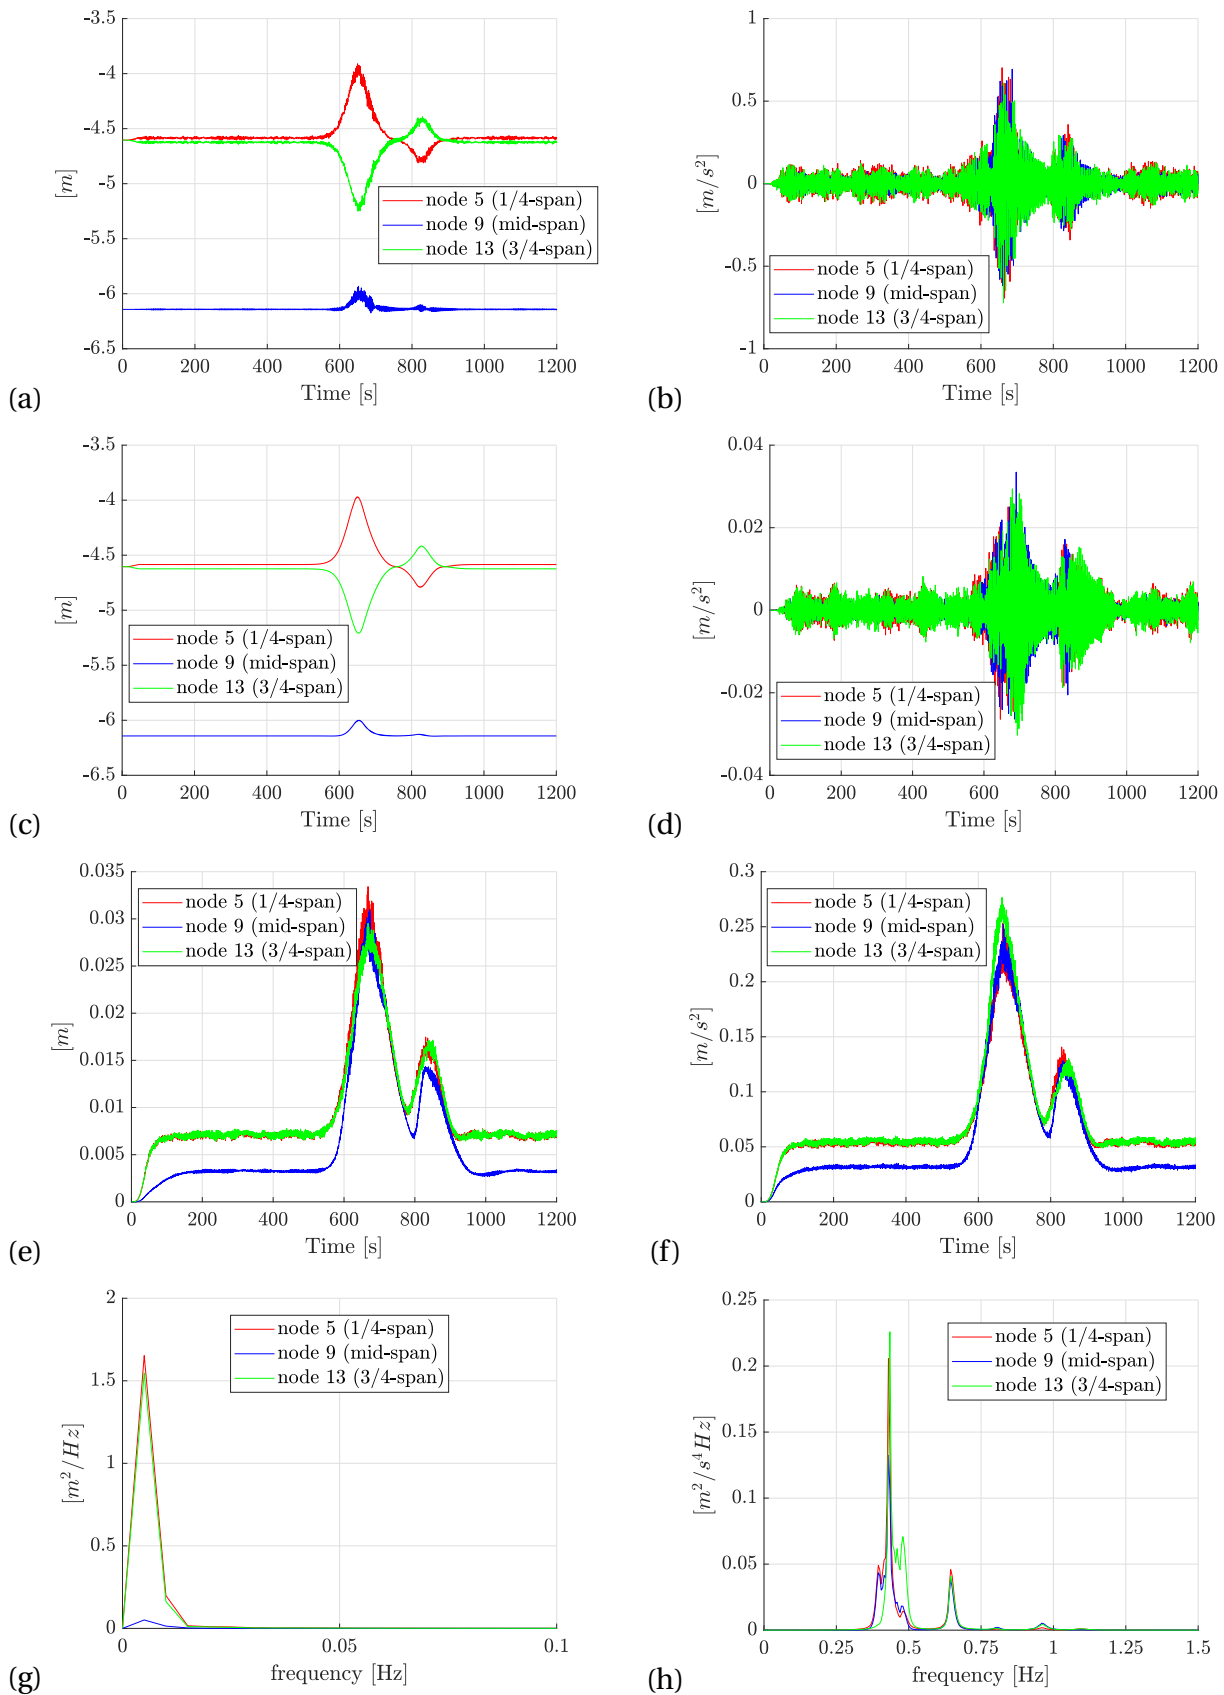 -3.5
-4
-4.5
-5
-5.5
-6
-6.5
[m]
node 5 (1/4-span)
node 9 (mid-span)
node 13 (3/4-span)
0 200 400 600 800 1000 1200
Time [s]
(a)
1
0.5
0
-0.5
-1
[m/s²]
node 5 (1/4-span)
node 9 (mid-span)
node 13 (3/4-span)
0 200 400 600 800 1000 1200
Time [s]
(b)
-3.5
-4
-4.5
-5
-5.5
-6
-6.5
[m]
node 5 (1/4-span)
node 9 (mid-span)
node 13 (3/4-span)
0 200 400 600 800 1000 1200
Time [s]
(c)
0.04
0.02
0
-0.02
-0.04
[m/s²]
node 5 (1/4-span)
node 9 (mid-span)
node 13 (3/4-span)
0 200 400 600 800 1000 1200
Time [s]
(d)
0.035
0.03
0.025
0.02
0.015
0.01
0.005
0
[m]
node 5 (1/4-span)
node 9 (mid-span)
node 13 (3/4-span)
0 200 400 600 800 1000 1200
Time [s]
(e)
0.3
0.25
0.2
0.15
0.1
0.05
0
[m/s²]
node 5 (1/4-span)
node 9 (mid-span)
node 13 (3/4-span)
0 200 400 600 800 1000 1200
Time [s]
(f)
2
1.5
1
0.5
0
[m²/Hz]
node 5 (1/4-span)
node 9 (mid-span)
node 13 (3/4-span)
0 0.05 0.1
frequency [Hz]
(g)
0.25
0.2
0.15
0.1
0.05
0
[m²/s⁴Hz]
node 5 (1/4-span)
node 9 (mid-span)
node 13 (3/4-span)
0 0.25 0.5 0.75 1 1.25 1.5
frequency [Hz]
(h)